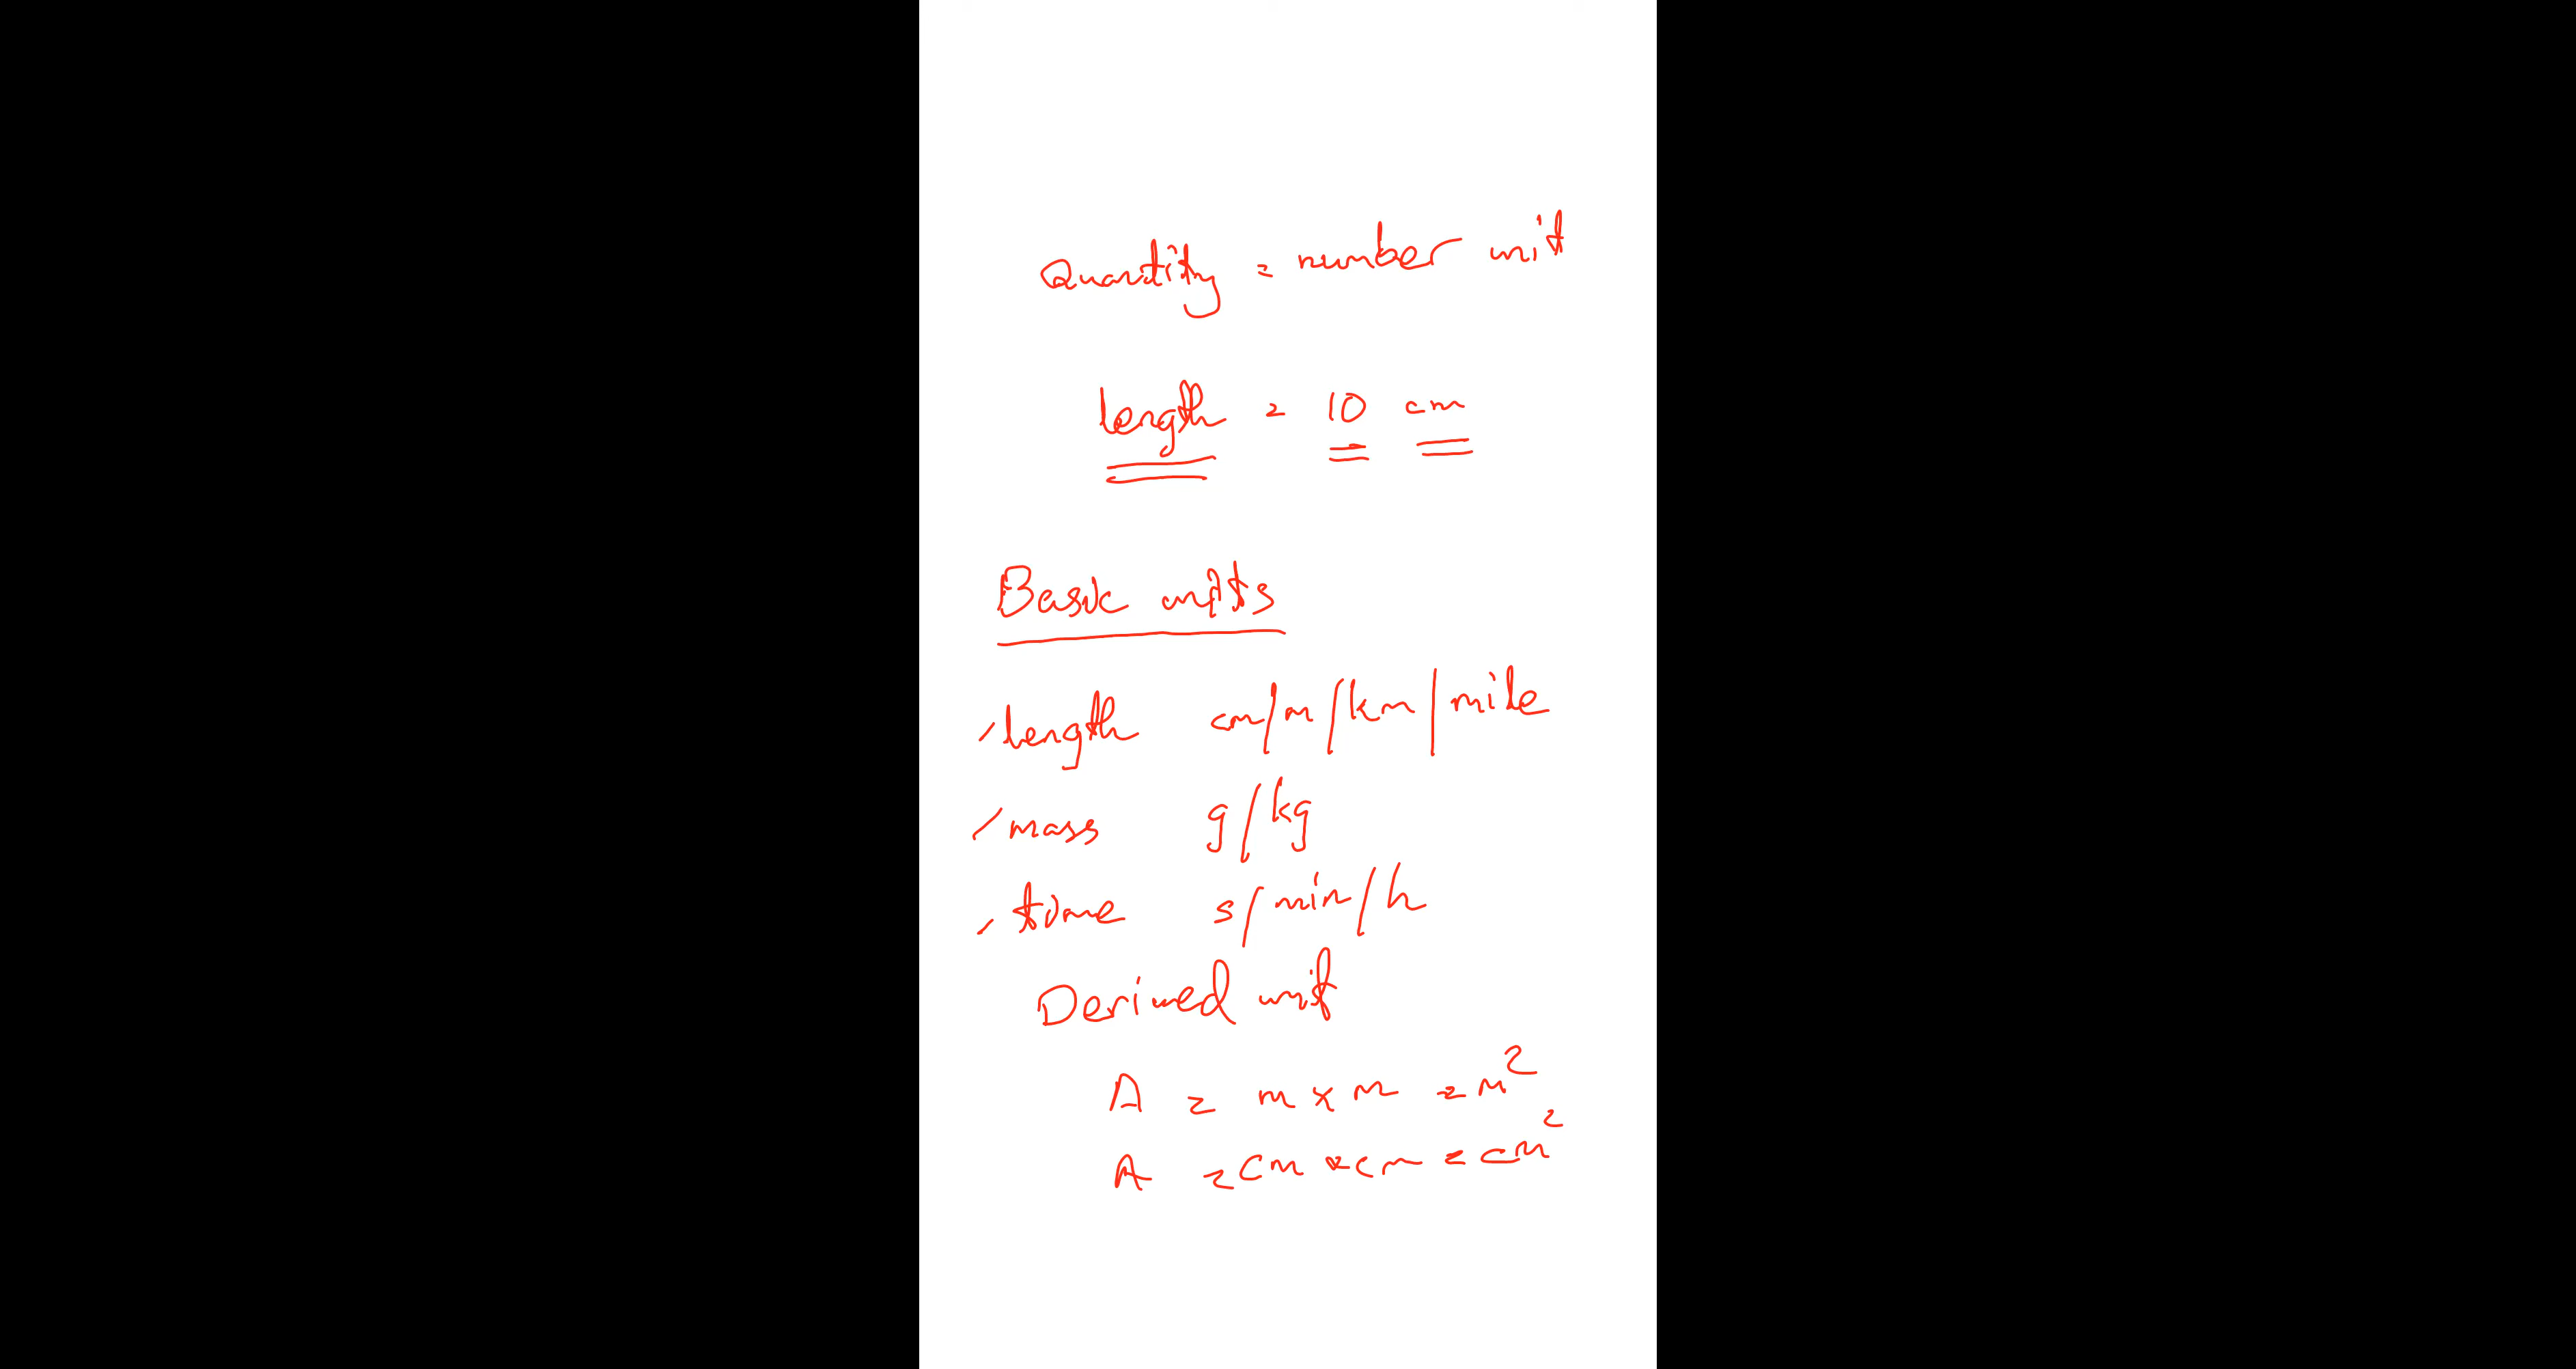 Quantity = number unit
length = 10 cm
Basic units
length cm/m/km/mile
mass g/kg
time s/min/h
Derived unit
A = m x m = m²
A = cm x cm = cm²